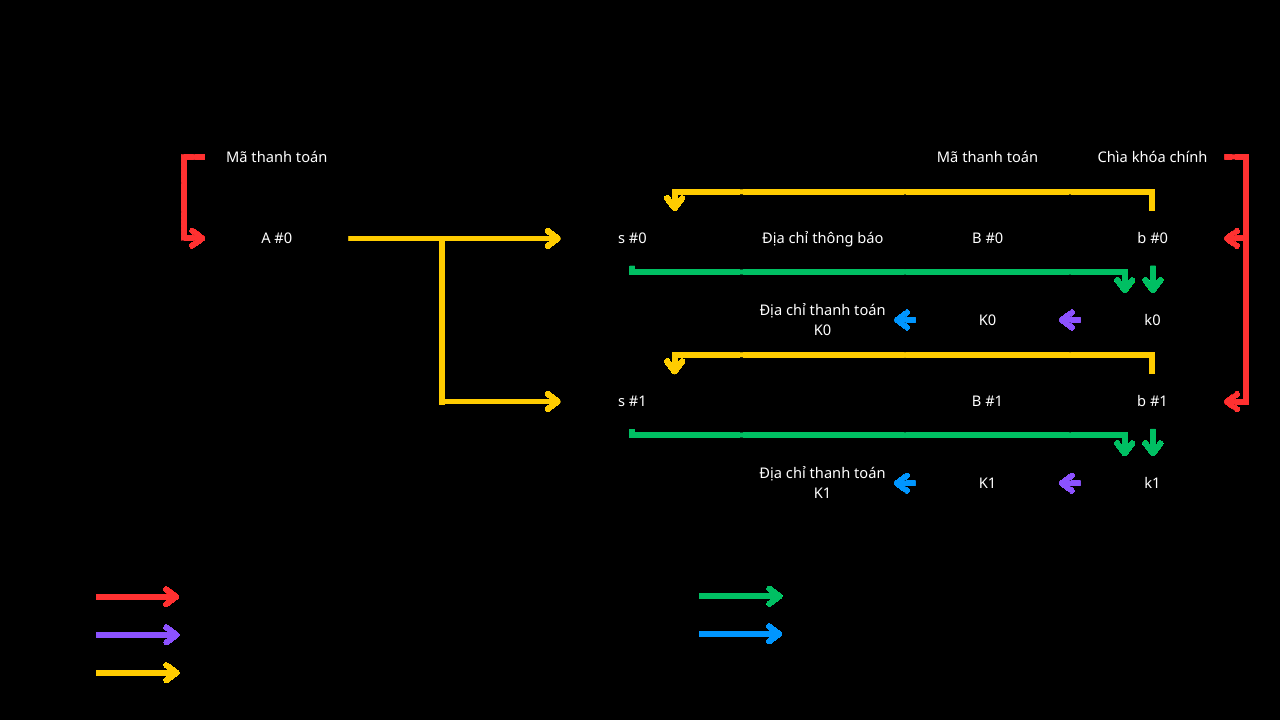 Mã thanh toán
Mã thanh toán
Chìa khóa chính
A #0
s #0
Địa chỉ thông báo
B #0
b #0
Địa chỉ thanh toán
K0
K0
k0
s #1
B #1
b #1
Địa chỉ thanh toán
K1
K1
k1